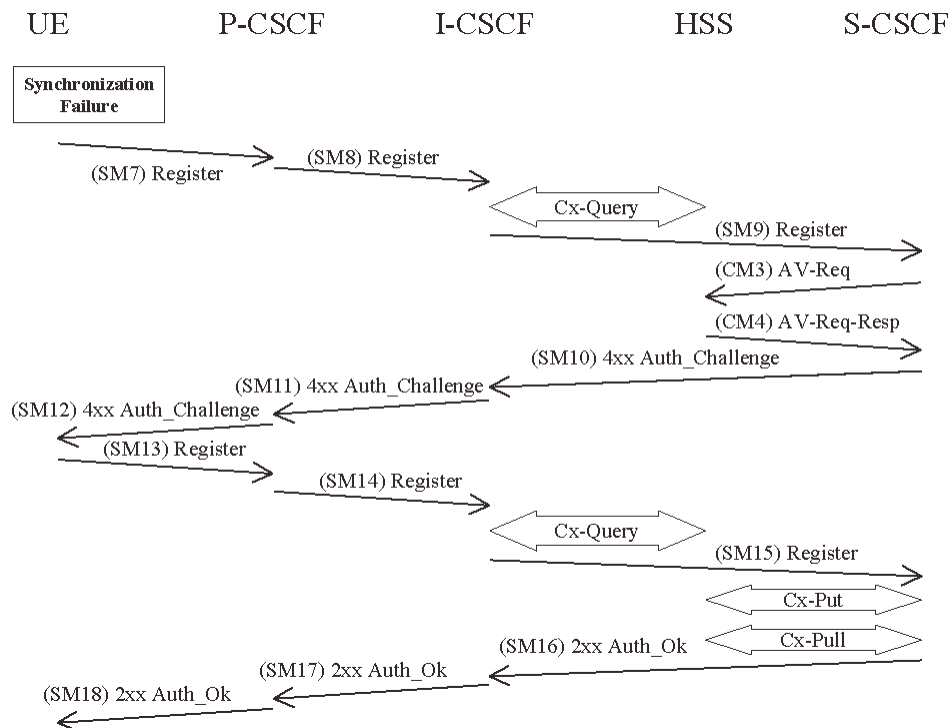 UE P-CSCF I-CSCF HSS S-CSCF
Synchronization
Failure
(SM7) Register
(SM8) Register
Cx-Query
(SM9) Register
(CM3) AV-Req
(CM4) AV-Req-Resp
(SM10) 4xx Auth_Challenge
(SM11) 4xx Auth_Challenge
(SM12) 4xx Auth_Challenge
(SM13) Register
(SM14) Register
Cx-Query
(SM15) Register
Cx-Put
Cx-Pull
(SM16) 2xx Auth_Ok
(SM17) 2xx Auth_Ok
(SM18) 2xx Auth_Ok